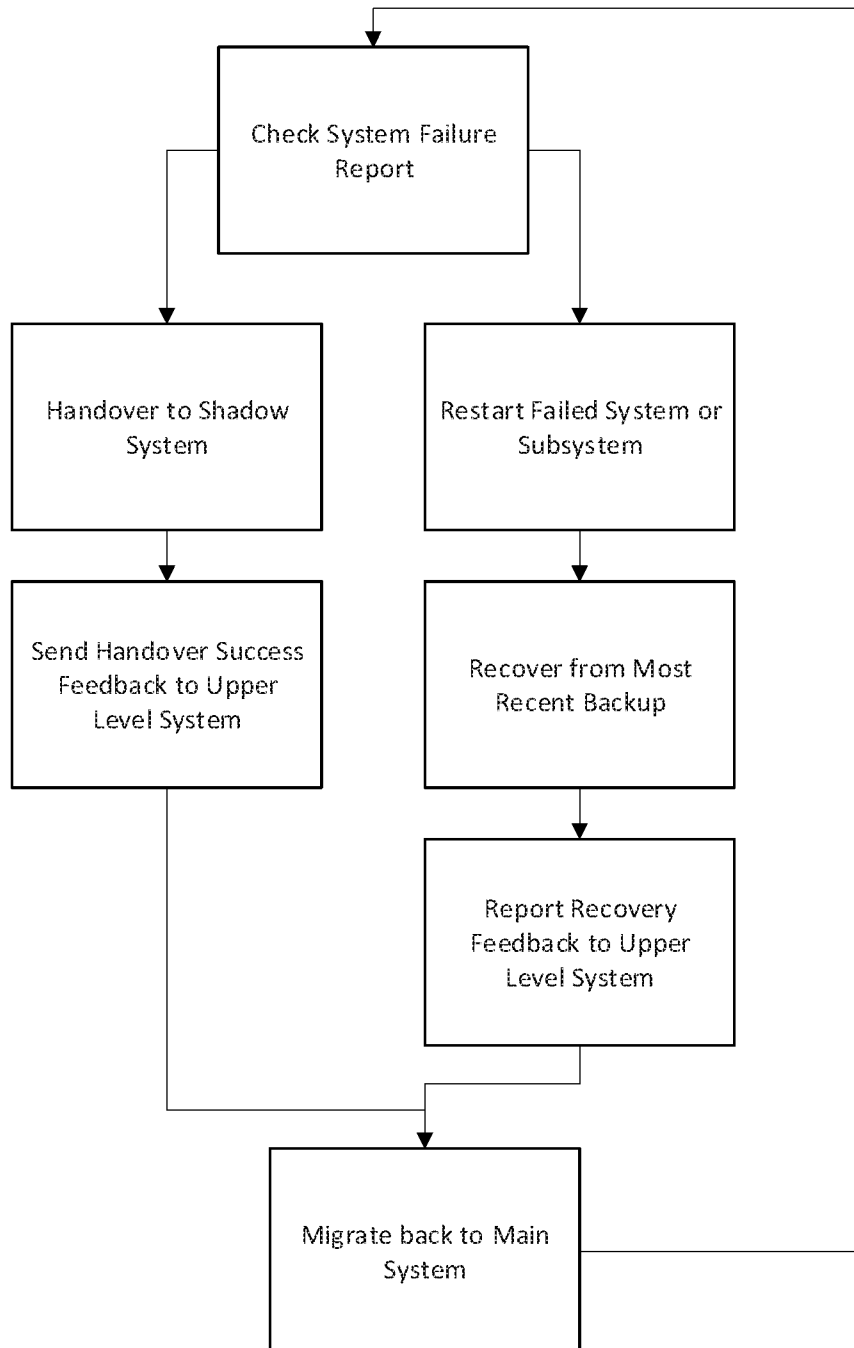 Check System Failure
Report
Handover to Shadow
System
Restart Failed System or
Subsystem
Send Handover Success
Feedback to Upper
Level System
Recover from Most
Recent Backup
Report Recovery
Feedback to Upper
Level System
Migrate back to Main
System